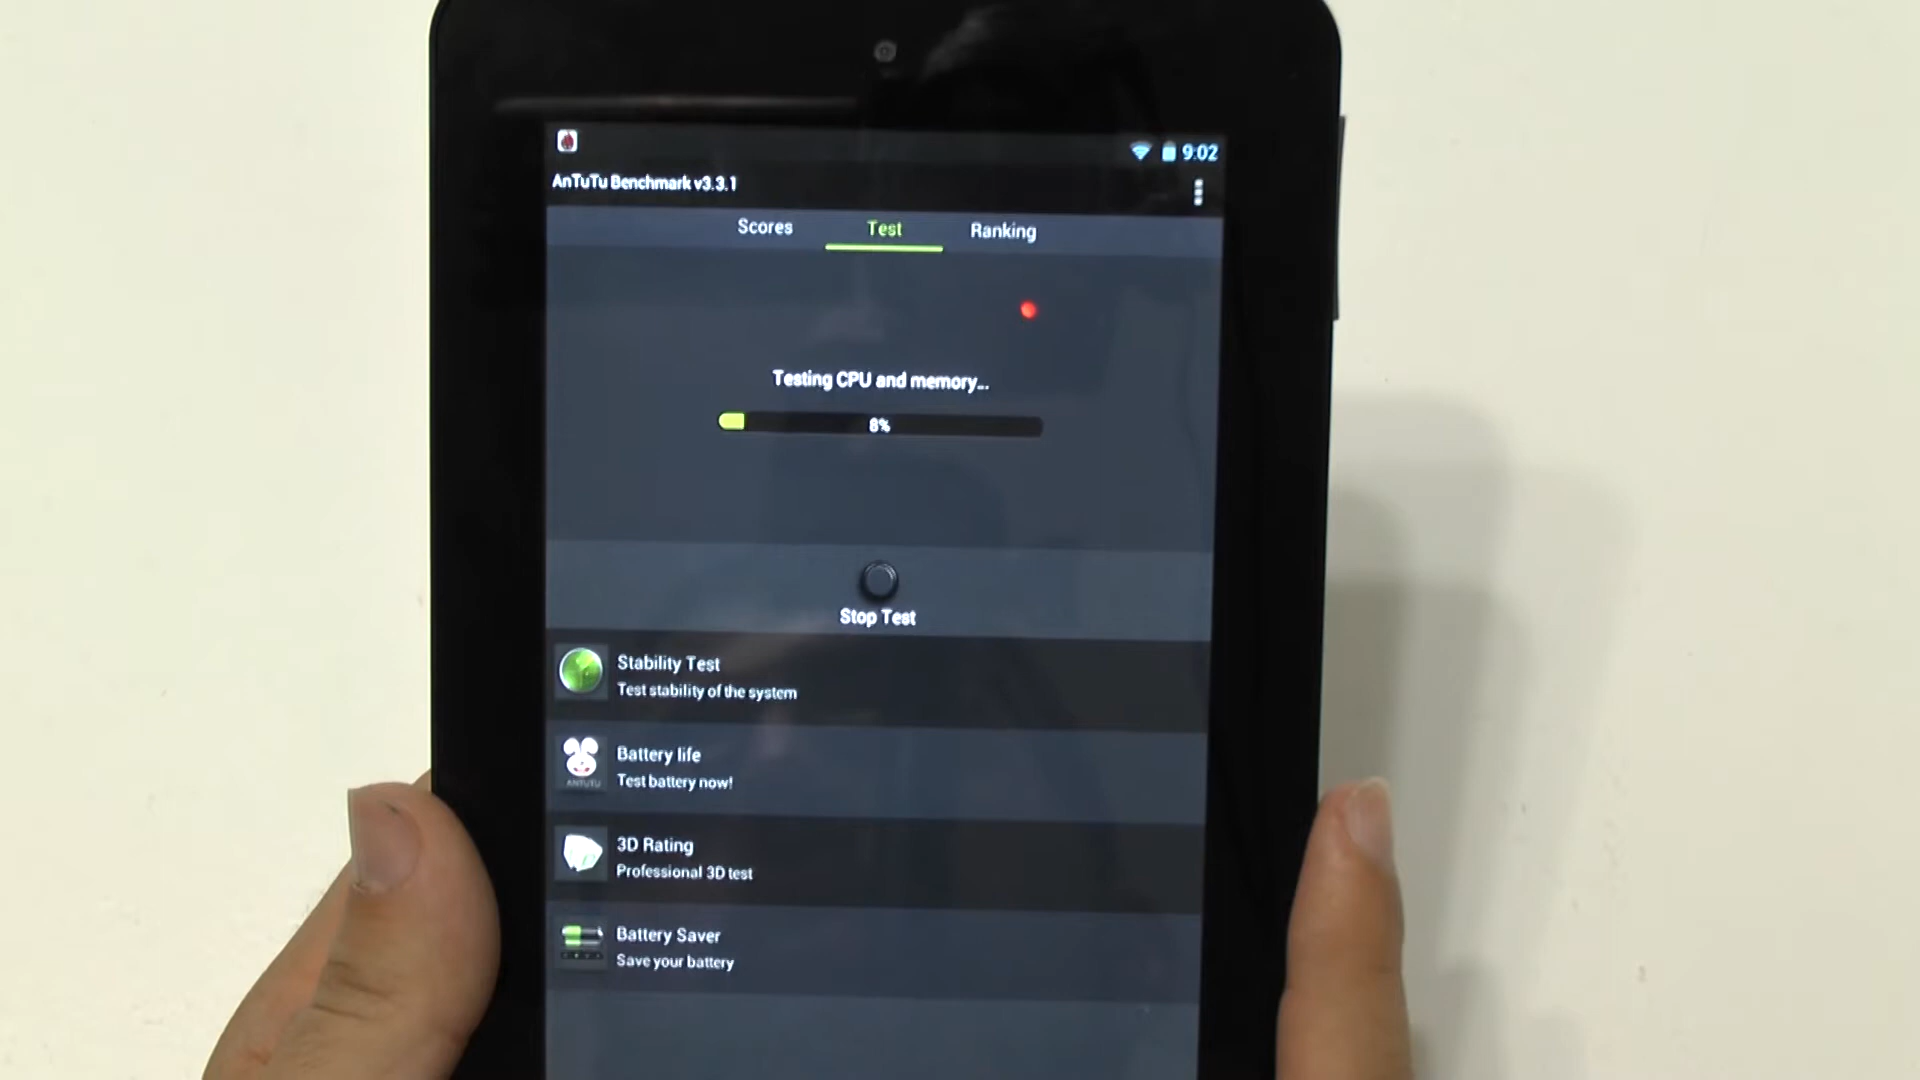 9:02
AnTuTu Benchmark v3.3.1
Scores Test Ranking
Testing CPU and memory...
8%
Stop Test
Stability Test
Test stability of the system
Battery life
Test battery now!
ANTUTU
3D Rating
Professional 3D test
Battery Saver
Save your battery